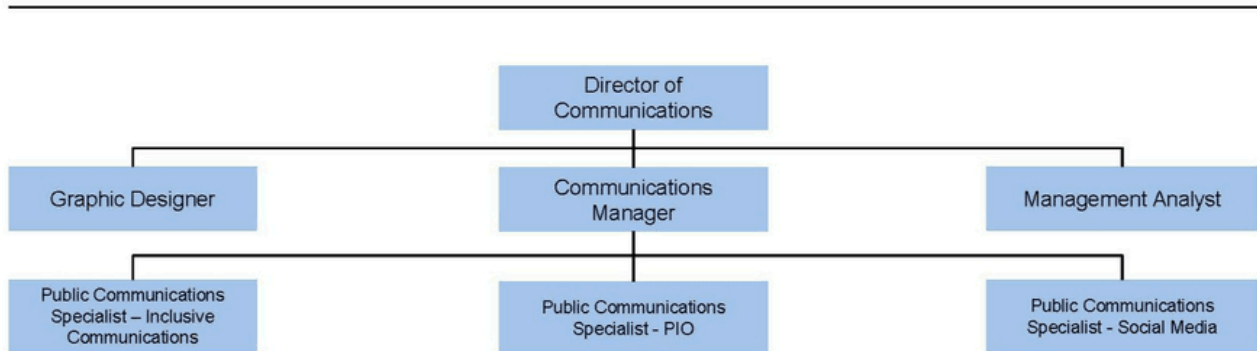 Director of
Communications
Graphic Designer
Communications
Manager
Management Analyst
Public Communications
Specialist – Inclusive
Communications
Public Communications
Specialist - PIO
Public Communications
Specialist - Social Media